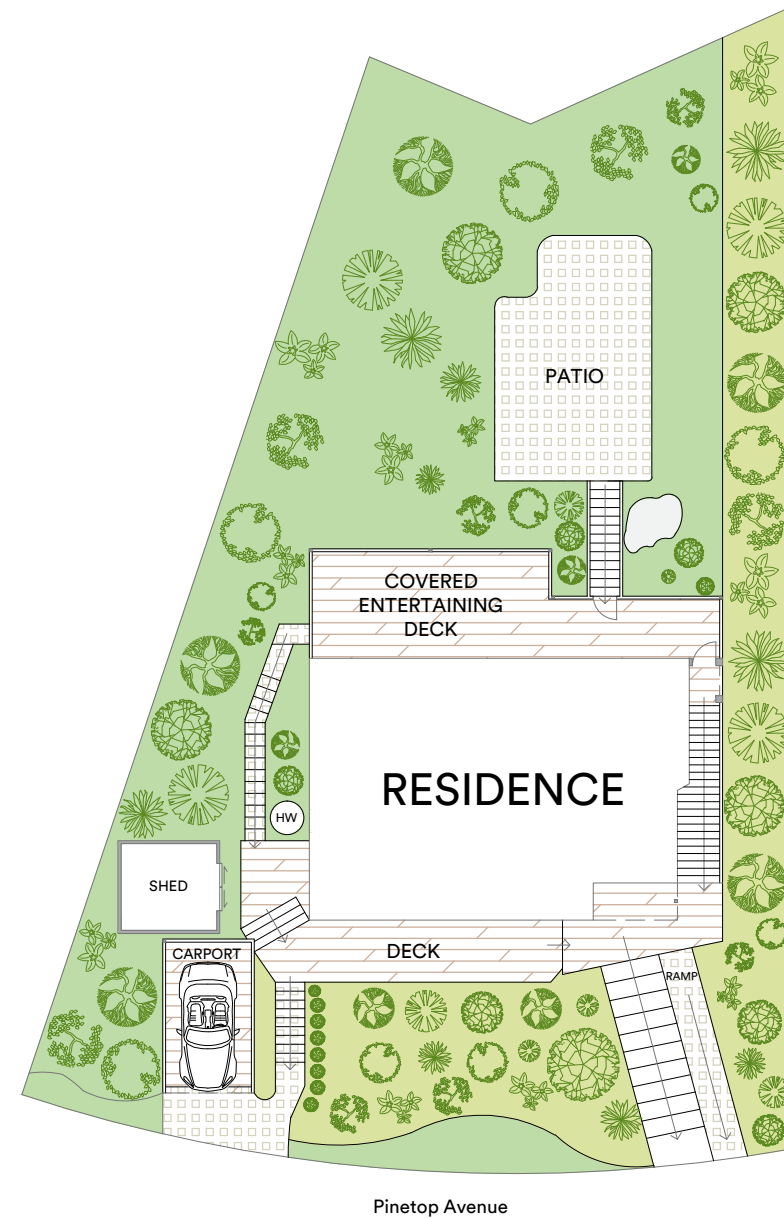 PATIO
COVERED
ENTERTAINING
DECK
RESIDENCE
HW
SHED
CARPORT
DECK
RAMP
Pinetop Avenue